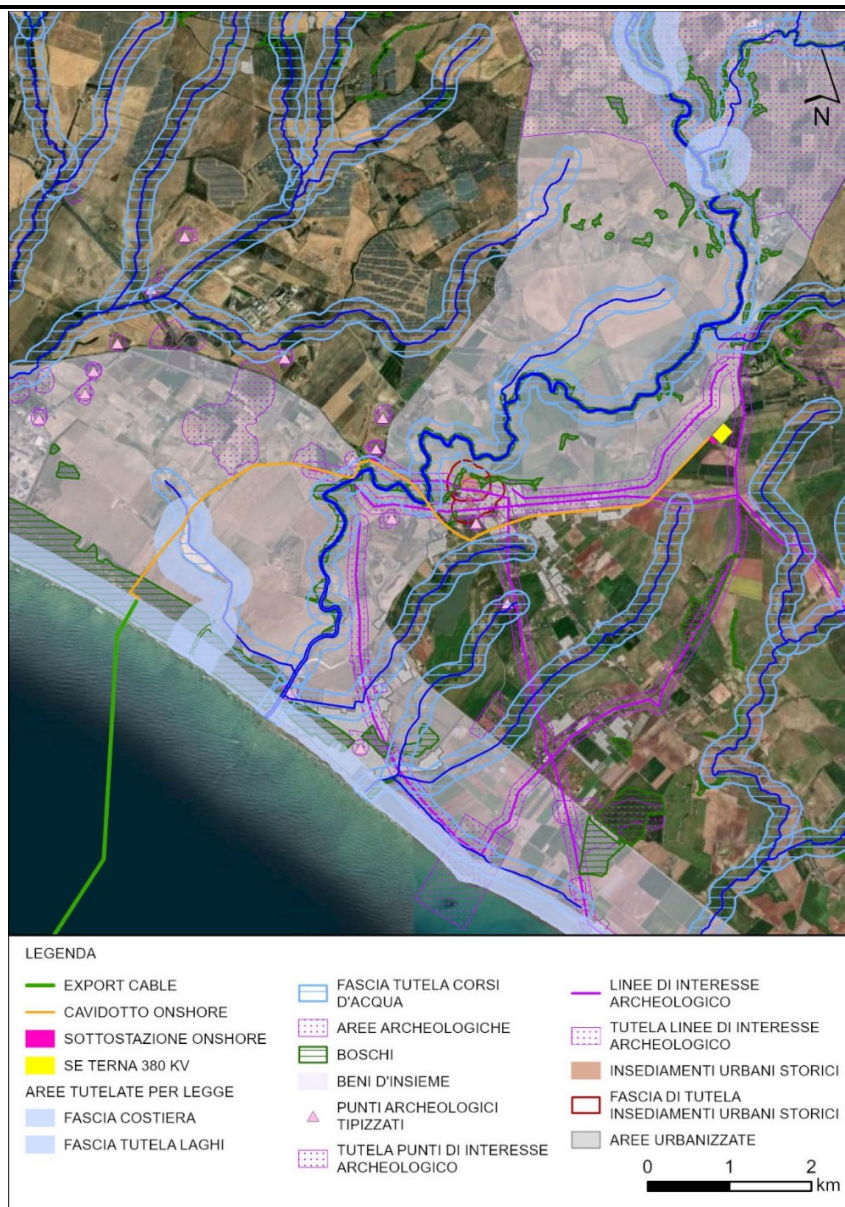 N
LEGENDA
EXPORT CABLE
CAVIDOTTO ONSHORE
SOTTOSTAZIONE ONSHORE
SE TERNA 380 KV
AREE TUTELATE PER LEGGE
FASCIA COSTIERA
FASCIA TUTELA LAGHI
FASCIA TUTELA CORSI
D'ACQUA
AREE ARCHEOLOGICHE
BOSCHI
BENI D'INSIEME
PUNTI ARCHEOLOGICI
TIPIZZATI
TUTELA PUNTI DI INTERESSE
ARCHEOLOGICO
LINEE DI INTERESSE
ARCHEOLOGICO
TUTELA LINEE DI INTERESSE
ARCHEOLOGICO
INSEDIAMENTI URBANI STORICI
FASCIA DI TUTELA
INSEDIAMENTI URBANI STORICI
AREE URBANIZZATE
0 1 2
km